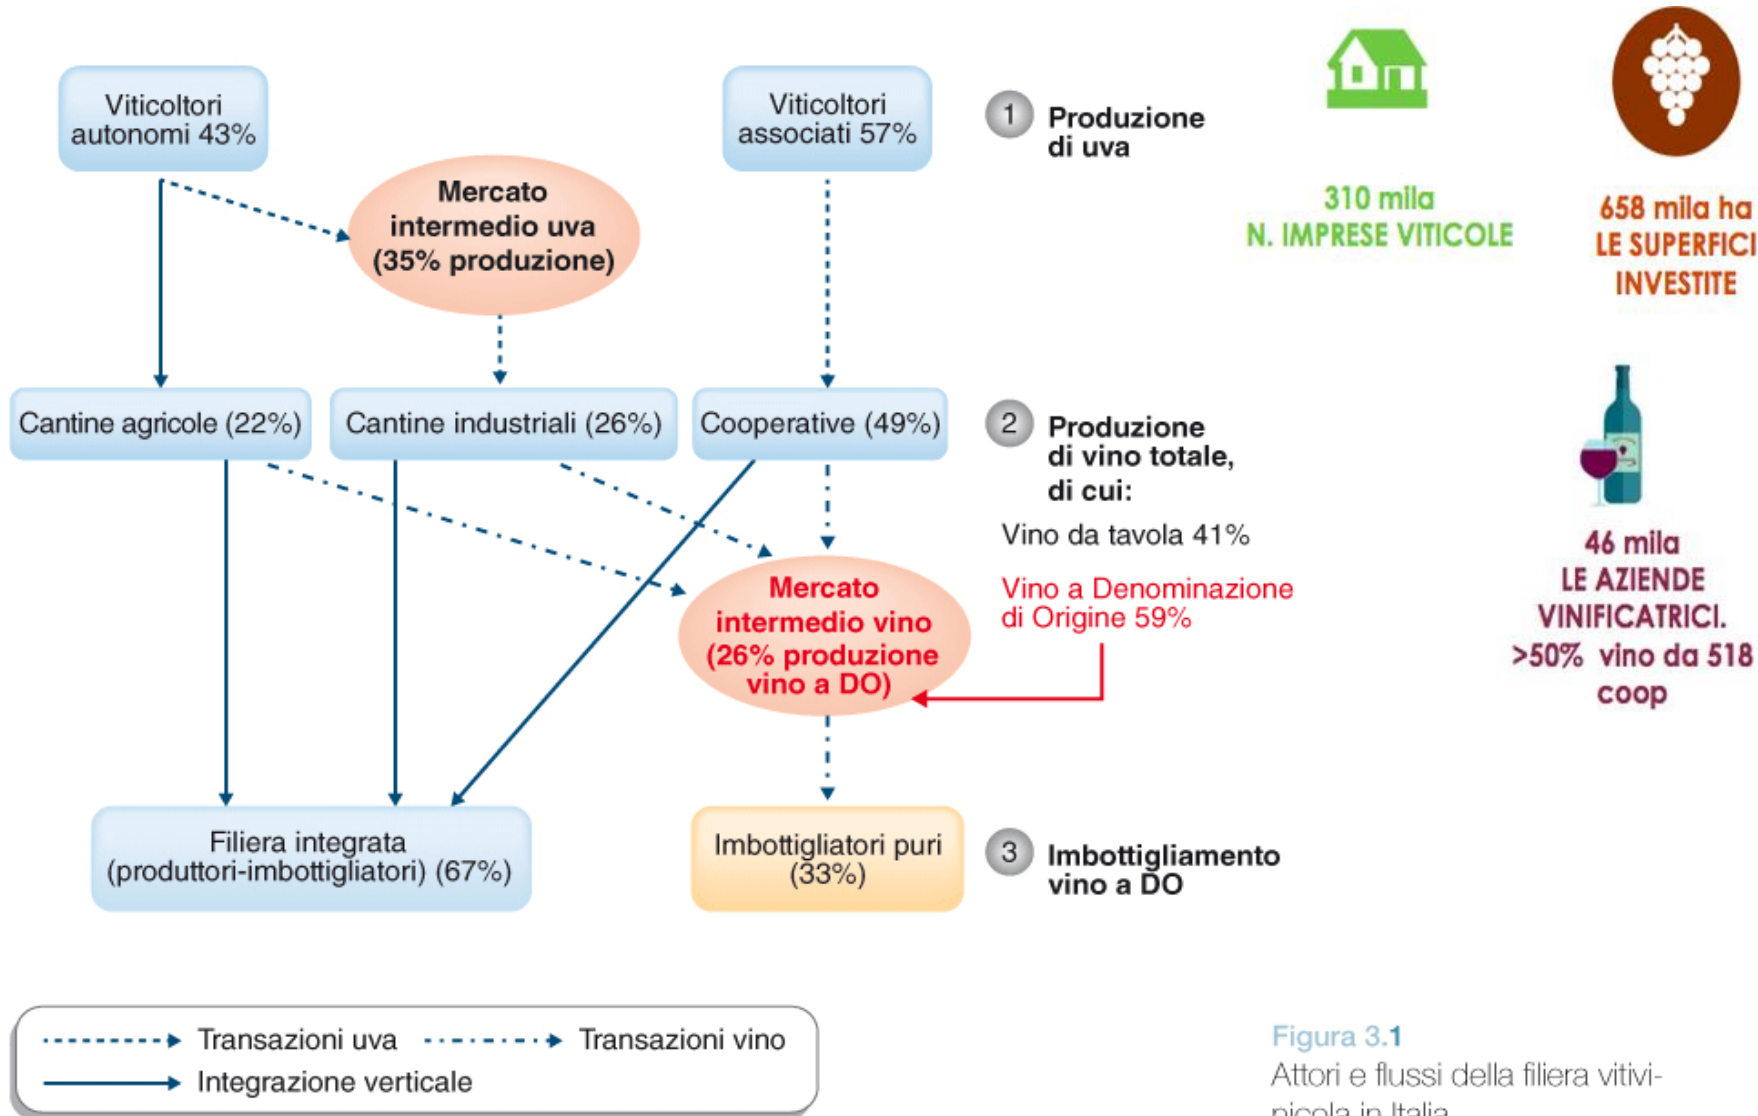 Viticoltori
autonomi 43%
Viticoltori
associati 57%
1
Produzione
di uva
310 mila
N. IMPRESE VITICOLE
658 mila ha
LE SUPERFICI
INVESTITE
Mercato
intermedio uva
(35% produzione)
Cantine agricole (22%)
Cantine industriali (26%)
Cooperative (49%)
2
Produzione
di vino totale,
di cui:
Vino da tavola 41%
Vino a Denominazione
di Origine 59%
46 mila
LE AZIENDE
VINIFICATRICI.
>50% vino da 518
coop
Mercato
intermedio vino
(26% produzione
vino a DO)
Filiera integrata
(produttori-imbottigliatori) (67%)
Imbottigliatori puri
(33%)
3
Imbottigliamento
vino a DO
Transazioni uva
Transazioni vino
Integrazione verticale
Figura 3.1
Attori e flussi della filiera vitivi-
nicola in Italia